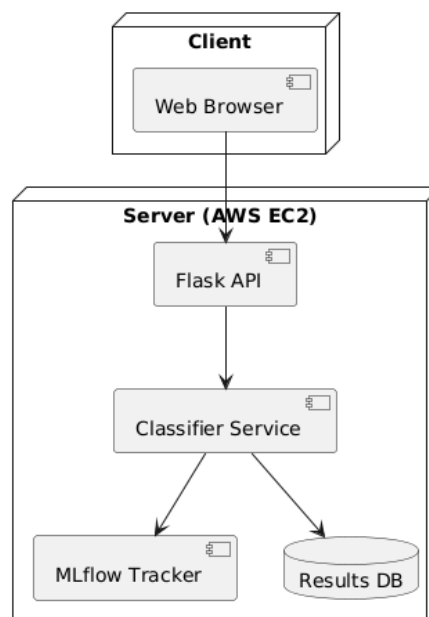 Client
Web Browser
Server (AWS EC2)
Flask API
Classifier Service
MLflow Tracker
Results DB